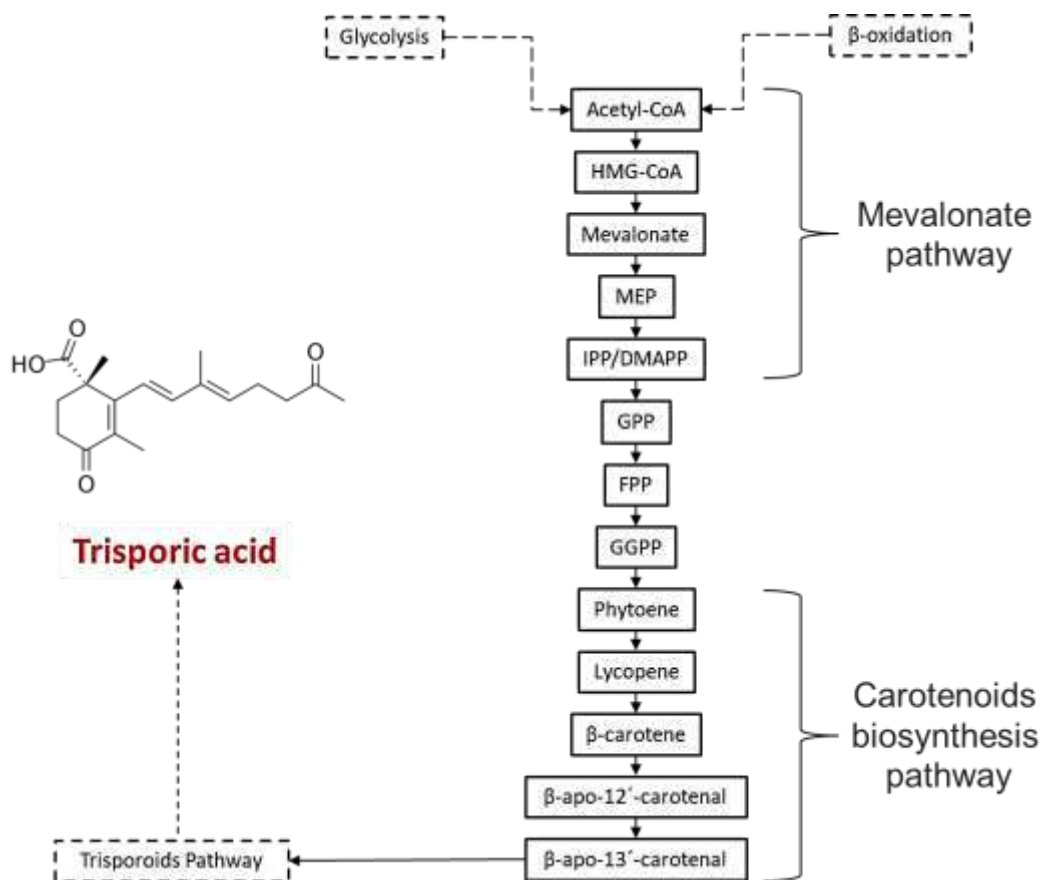 Glycolysis
β-oxidation
Acetyl-CoA
HMG-CoA
Mevalonate
MEP
IPP/DMAPP
Mevalonate
pathway
GPP
FPP
GGPP
O
HO
O
O
Trisporic acid
Phytoene
Lycopene
β-carotene
β-apo-12´-carotenal
β-apo-13´-carotenal
Carotenoids
biosynthesis
pathway
Trisporoids Pathway